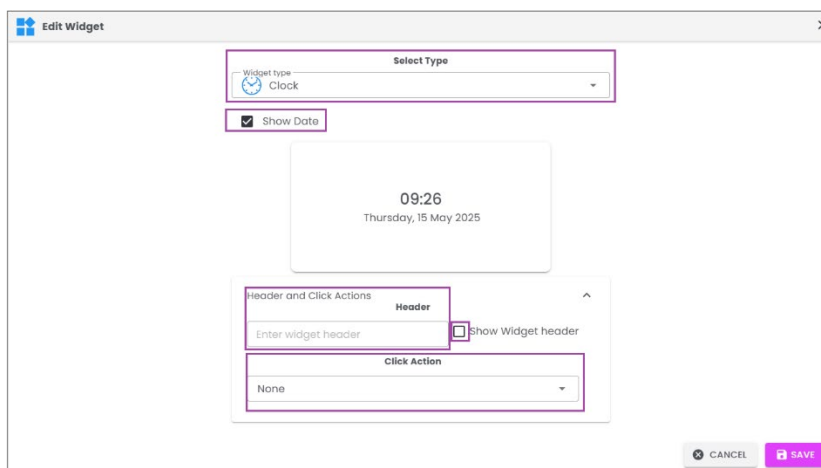 Edit Widget
Select Type
Widget type
Clock
Show Date
09:26
Thursday, 15 May 2025
Header and Click Actions
Header
Enter widget header
Show Widget header
Click Action
None
CANCEL
SAVE